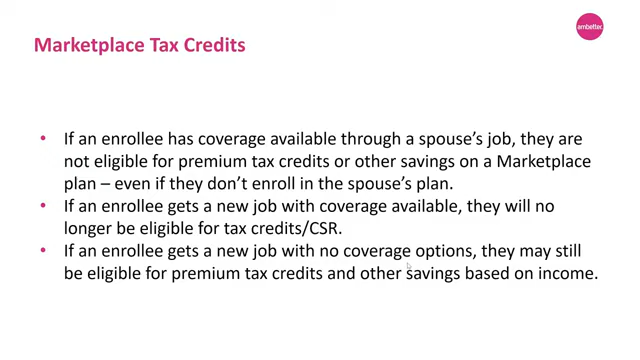 ambetter
Marketplace Tax Credits
• If an enrollee has coverage available through a spouse’s job, they are
not eligible for premium tax credits or other savings on a Marketplace
plan – even if they don’t enroll in the spouse’s plan.
• If an enrollee gets a new job with coverage available, they will no
longer be eligible for tax credits/CSR.
• If an enrollee gets a new job with no coverage options, they may still
be eligible for premium tax credits and other savings based on income.